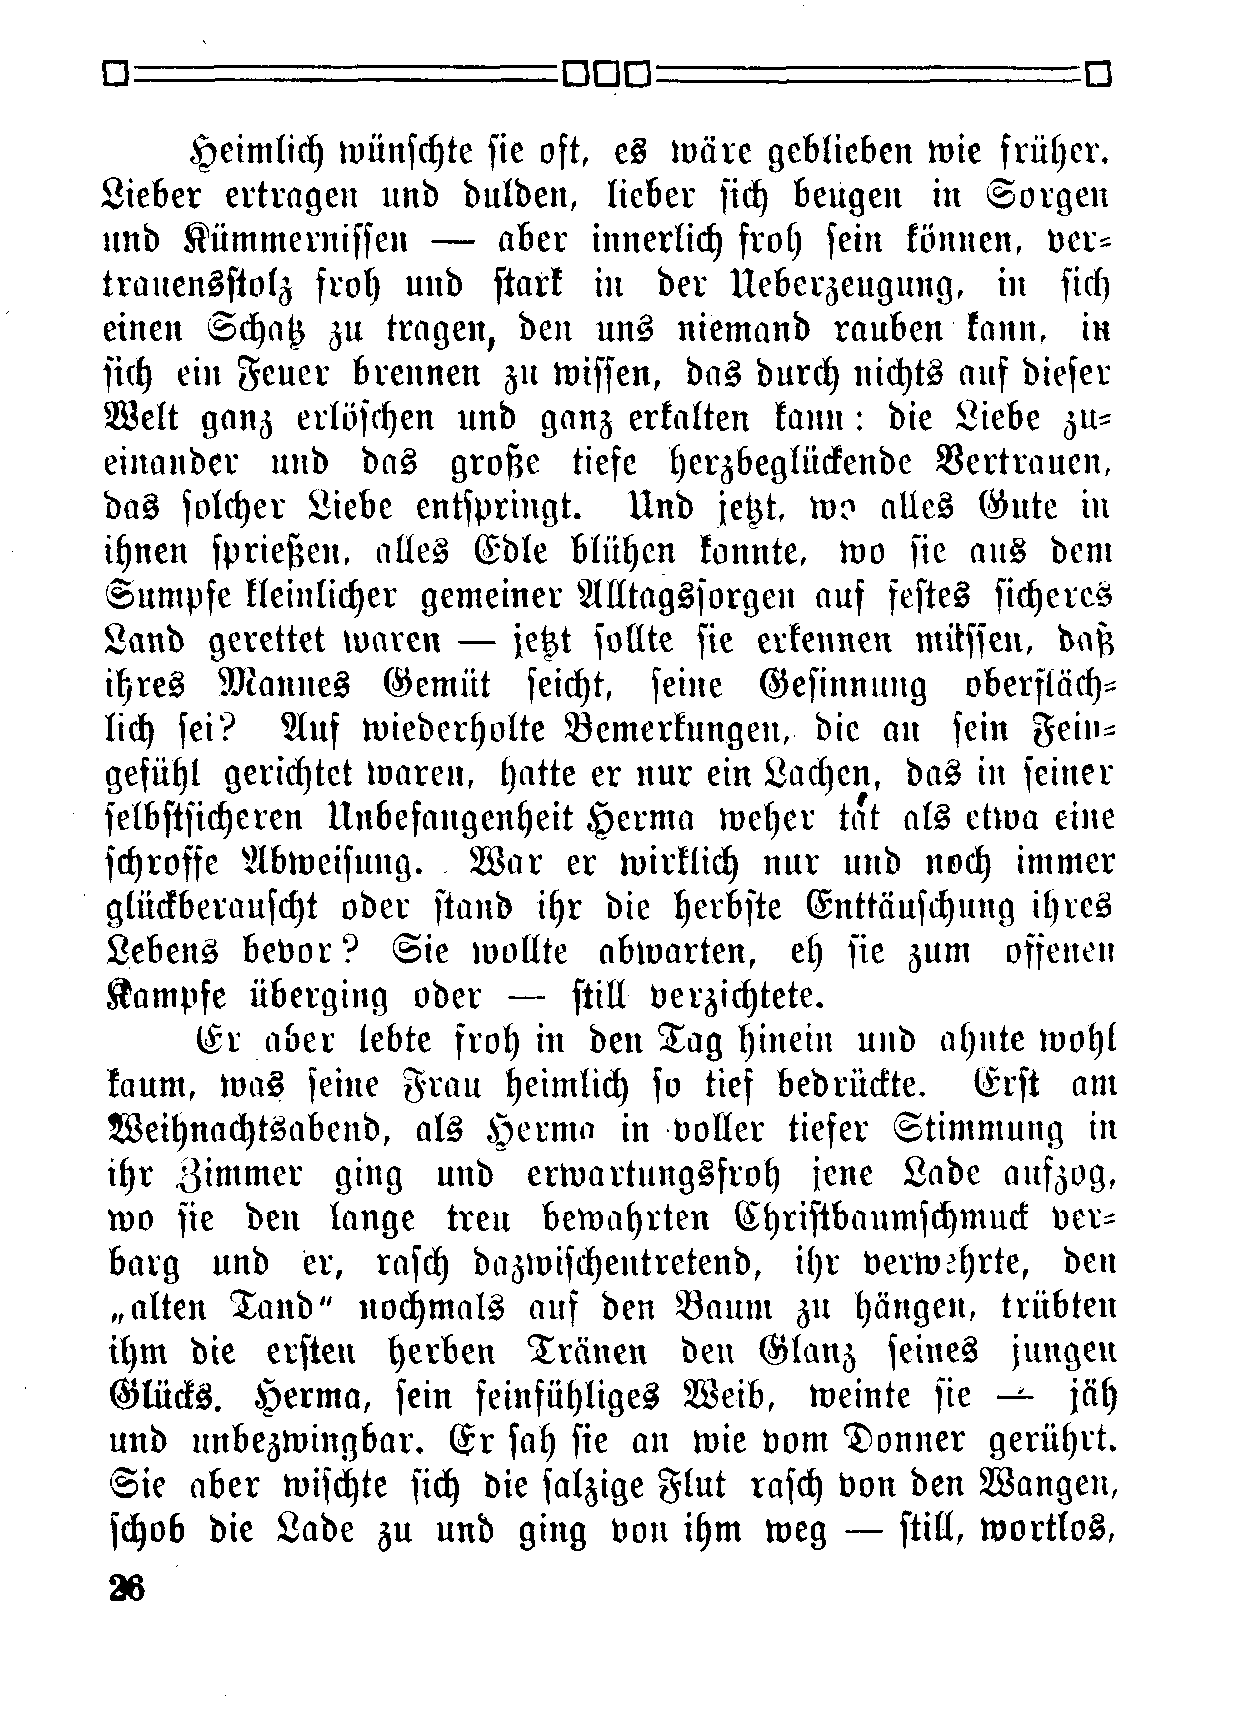 Heimlich wünschte sie oft, es wäre geblieben wie früher.
Lieber ertragen und dulden, lieber sich beugen in Sorgen
und Kümmernissen — aber innerlich froh sein können, ver-
trauensstolz froh und stark in der Ueberzeugung, in sich
einen Schatz zu tragen, den uns niemand rauben kann, in
sich ein Feuer brennen zu wissen, das durch nichts auf dieser
Welt ganz erlöschen und ganz erkalten kann: die Liebe zu-
einander und das große tiefe herzbeglückende Vertrauen,
das solcher Liebe entspringt. Und jetzt, wo alles Gute in
ihnen sprießen, alles Edle blühen konnte, wo sie aus dem
Sumpfe kleinlicher gemeiner Alltagssorgen auf festes sicheres
Land gerettet waren — jetzt sollte sie erkennen müssen, daß
ihres Mannes Gemüt seicht, seine Gesinnung oberfläch-
lich sei? Auf wiederholte Bemerkungen, die an sein Fein-
gefühl gerichtet waren, hatte er nur ein Lachen, das in seiner
selbstsicheren Unbefangenheit Herma weher tat als etwa eine
schroffe Abweisung. War er wirklich nur und noch immer
glückberauscht oder stand ihr die herbste Enttäuschung ihres
Lebens bevor? Sie wollte abwarten, eh sie zum offenen
Kampfe überging oder — still verzichtete.
Er aber lebte froh in den Tag hinein und ahnte wohl
kaum, was seine Frau heimlich so tief bedrückte. Erst am
Weihnachtsabend, als Herma in voller tiefer Stimmung in
ihr Zimmer ging und erwartungsfroh jene Lade aufzog,
wo sie den lange treu bewahrten Christbaumschmuck ver-
barg und er, rasch dazwischentretend, ihr verwehrte, den
„alten Tand" nochmals auf den Baum zu hängen, trübten
ihm die ersten herben Tränen den Glanz seines jungen
Glücks. Herma, sein feinfühliges Weib, weinte sie — jäh
und unbezwingbar. Er sah sie an wie vom Donner gerührt.
Sie aber wischte sich die salzige Flut rasch von den Wangen,
schob die Lade zu und ging von ihm weg — still, wortlos,
26